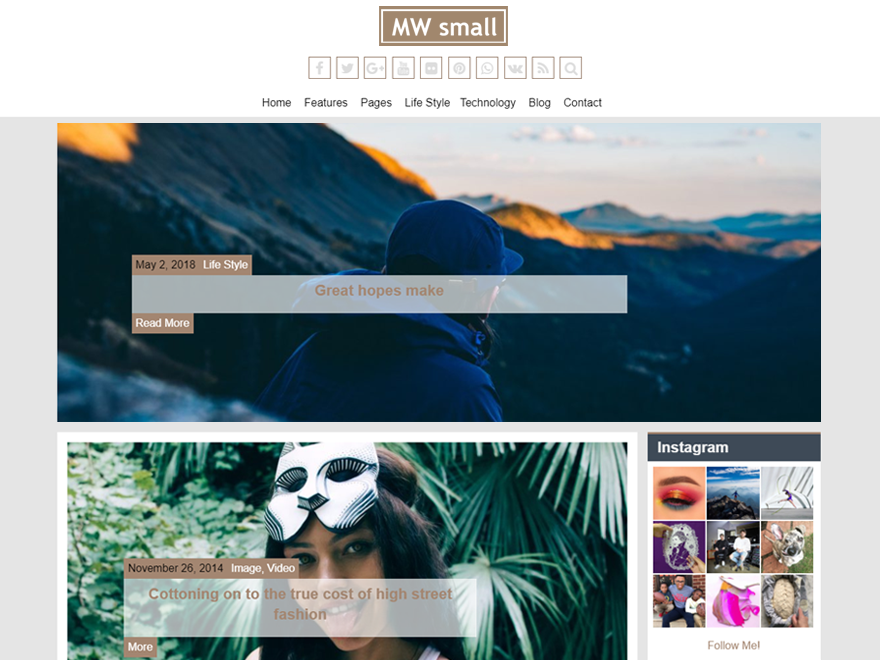 MW small
Home Features Pages Life Style Technology Blog Contact
May 2, 2018 Life Style
Great hopes make
Read More
Instagram
November 26, 2014 Image, Video
Cottoning on to the true cost of high street
fashion
More
Follow Me!